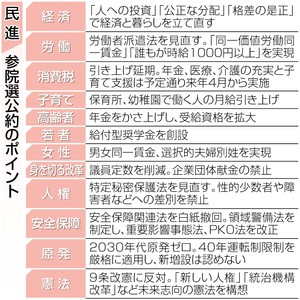 民進
参院選公約のポイント
経済
「人への投資」「公正な分配」「格差の是正」
で経済と暮らしを立て直す
労働
労働者派遣法を見直す。「同一価値労働同
一賃金」「誰もが時給1000円以上」を実現
消費税
引き上げ延期。年金、医療、介護の充実と子
育て支援は予定通り来年4月から実施
子育て
保育所、幼稚園で働く人の月給引き上げ
高齢者
年金をかさ上げし、受給資格を拡大
若者
給付型奨学金を創設
女性
男女同一賃金、選択的夫婦別姓を実現
身を切る改革
議員定数を削減。企業団体献金の禁止
人権
特定秘密保護法を見直す。性的少数者や障
害者などへの差別を禁止
安全保障
安全保障関連法を白紙撤回。領域警備法を
制定し、重要影響事態法、PKO法を改正
原発
2030年代原発ゼロ。40年運転制限制を
厳格に適用し、新増設は認めない
憲法
9条改憲に反対。「新しい人権」「統治機構
改革」など未来志向の憲法を構想